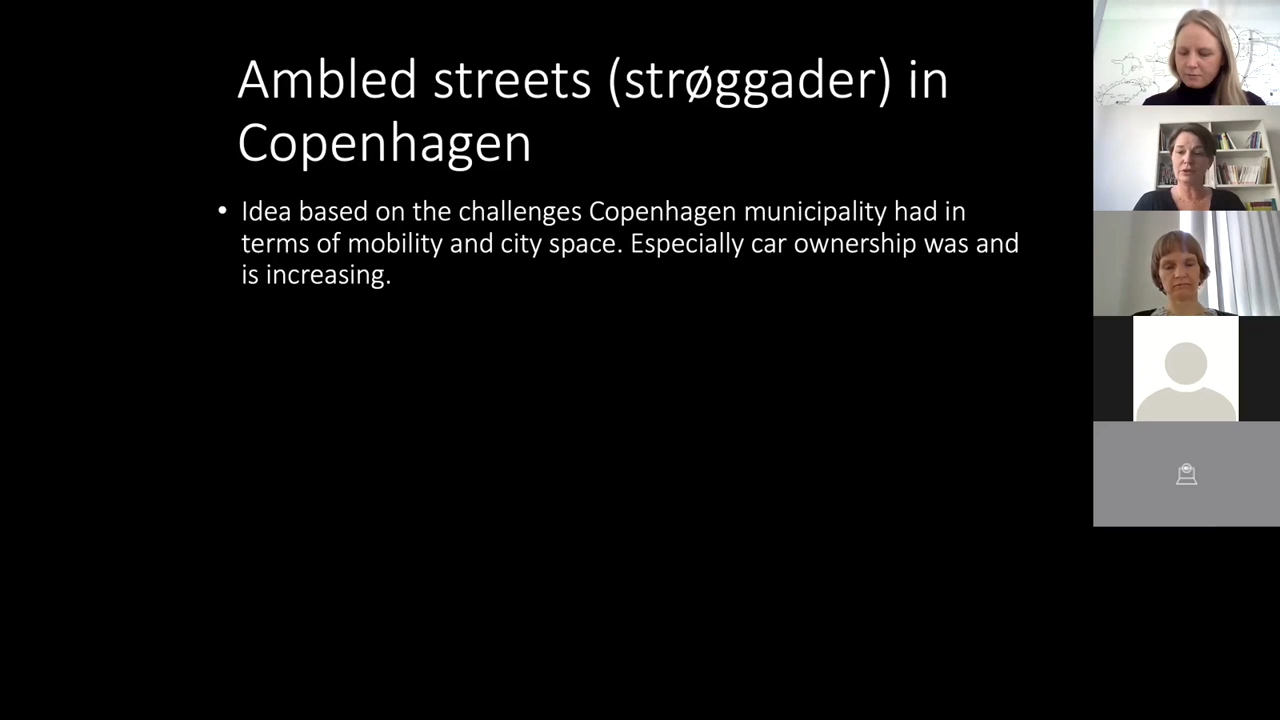 Ambled streets (strøggader) in
Copenhagen
• Idea based on the challenges Copenhagen municipality had in
terms of mobility and city space. Especially car ownership was and
is increasing.